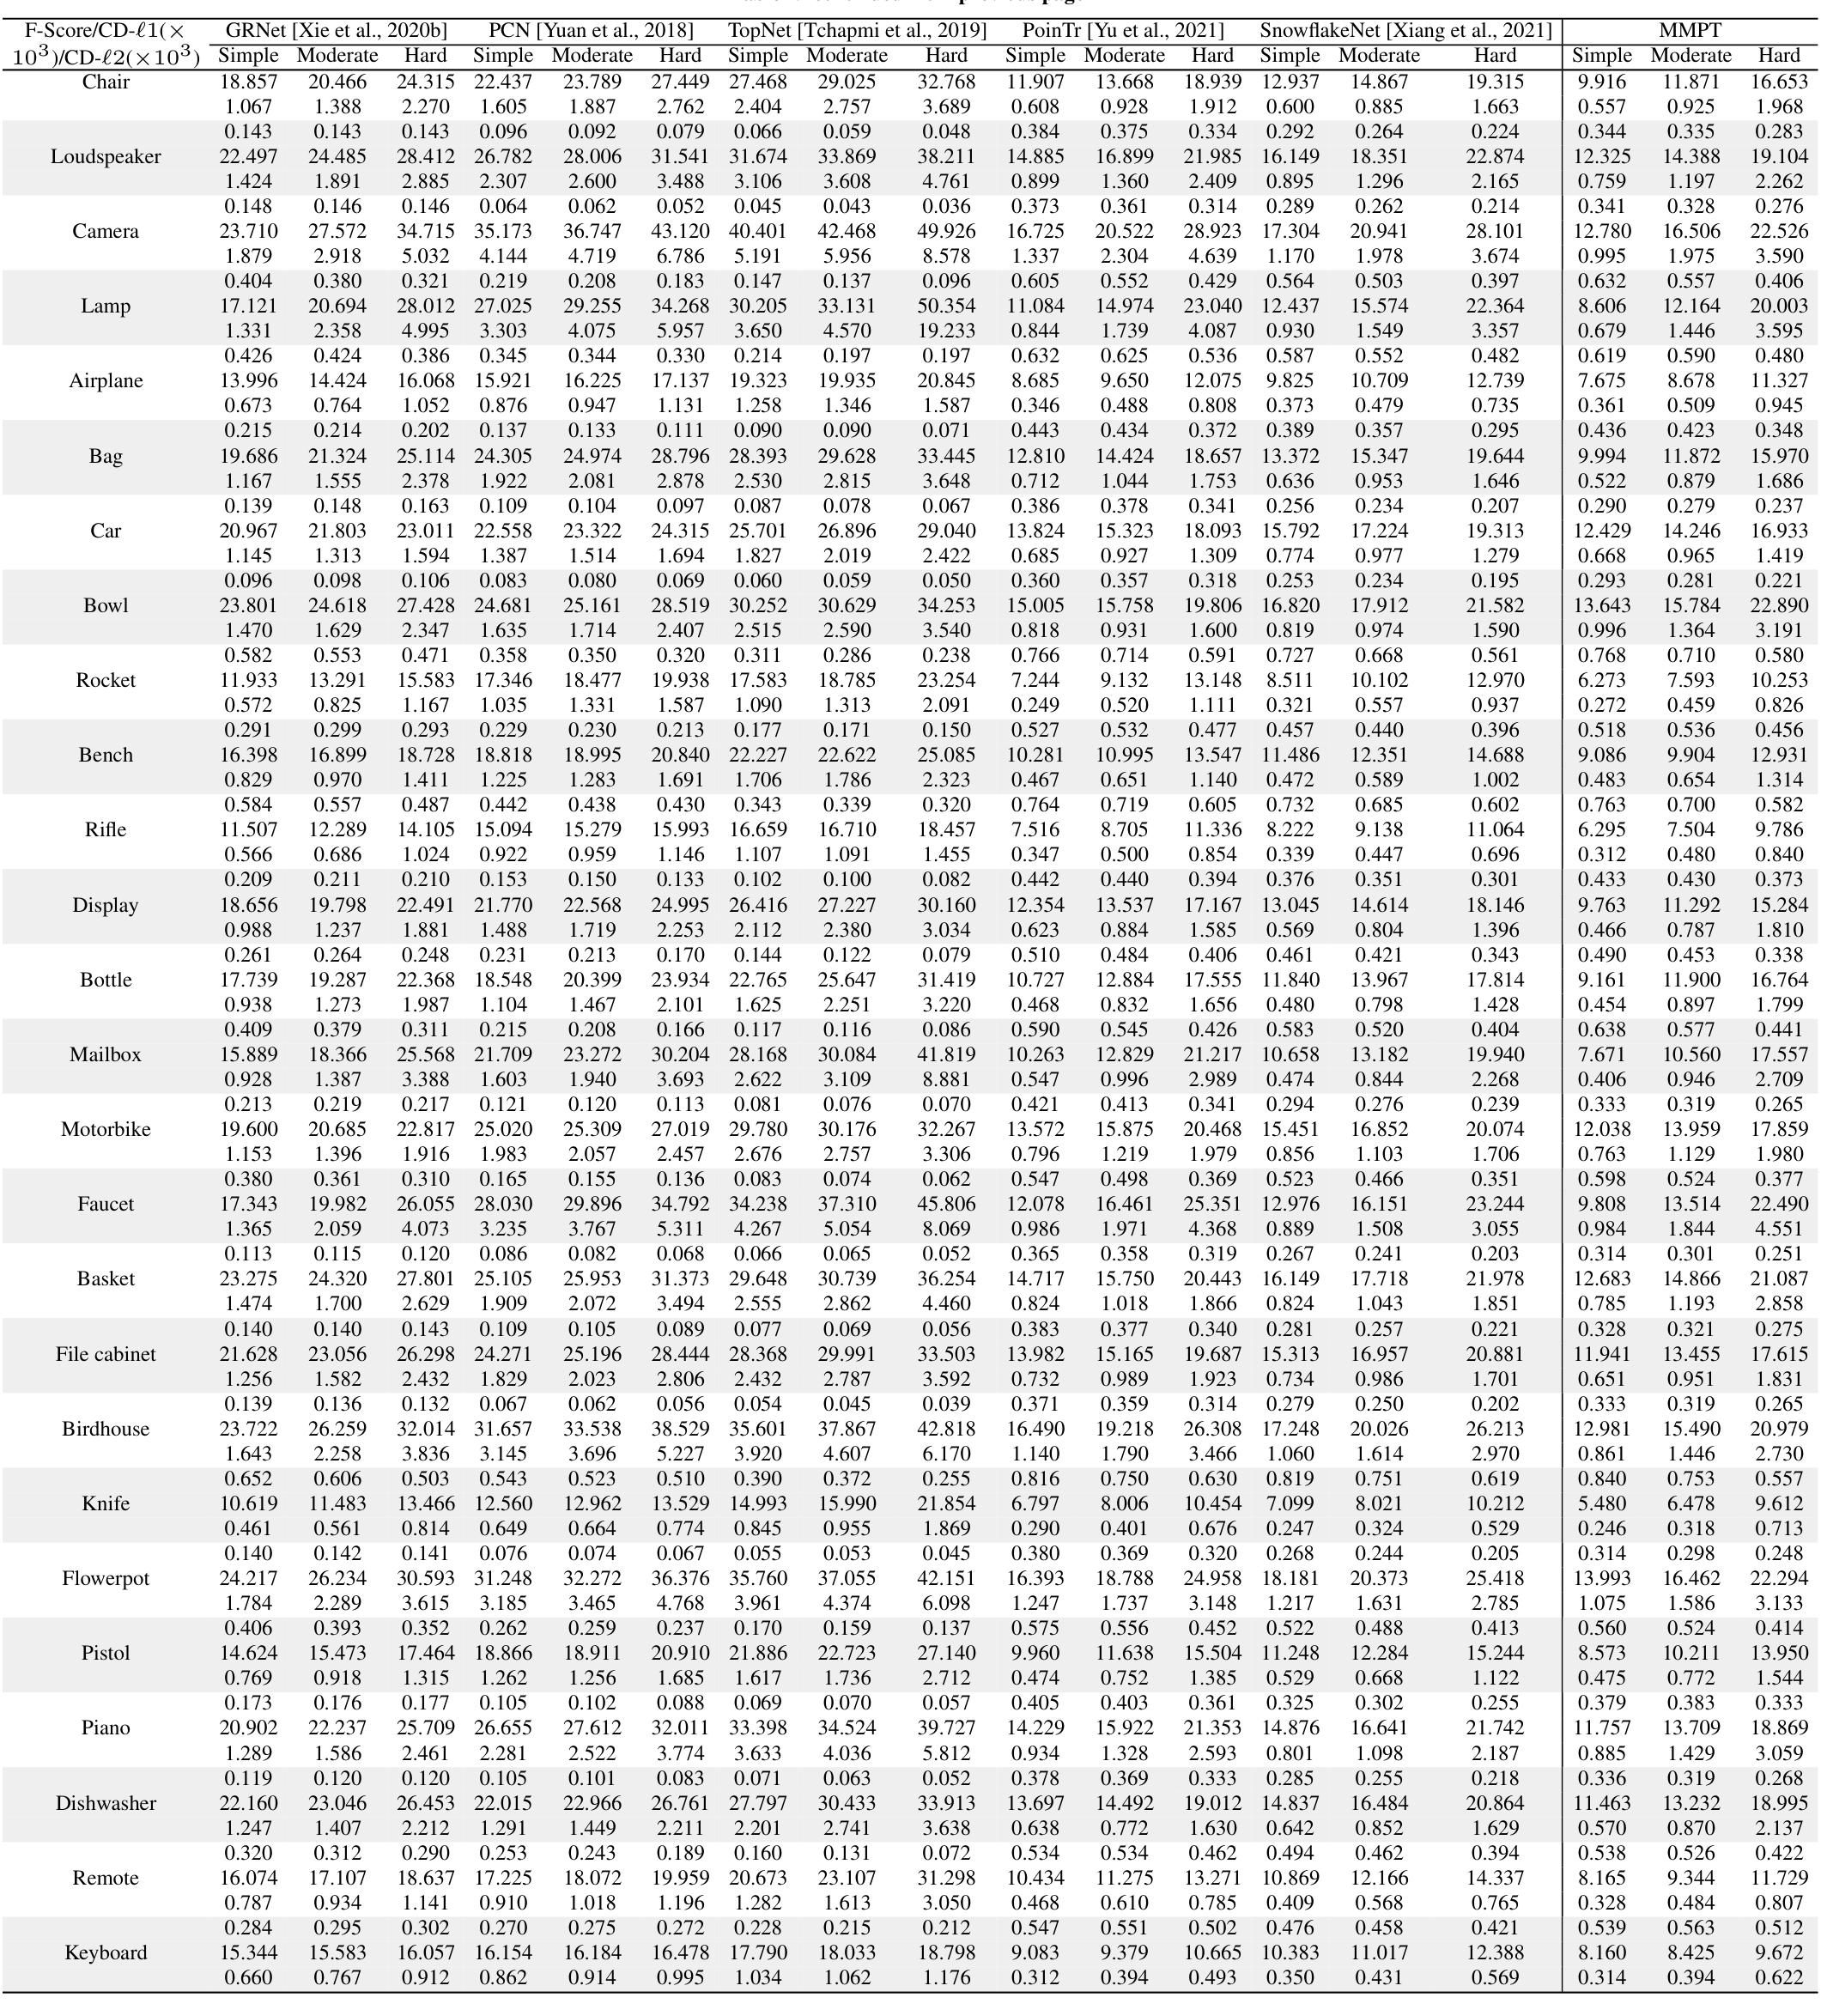 F-Score/CD-ℓ1(× GRNet [Xie et al., 2020b] PCN [Yuan et al., 2018] TopNet [Tchapmi et al., 2019] PoinTr [Yu et al., 2021] SnowflakeNet [Xiang et al., 2021] MMPT
10³)/CD-ℓ2(×10³) Simple Moderate Hard Simple Moderate Hard Simple Moderate Hard Simple Moderate Hard Simple Moderate Hard Simple Moderate Hard
Chair 18.857 20.466 24.315 22.437 23.789 27.449 27.468 29.025 32.768 11.907 13.668 18.939 12.937 14.867 19.315 9.916 11.871 16.653
1.067 1.388 2.270 1.605 1.887 2.762 2.404 2.757 3.689 0.608 0.928 1.912 0.600 0.885 1.663 0.557 0.925 1.968
0.143 0.143 0.143 0.096 0.092 0.079 0.066 0.059 0.048 0.384 0.375 0.334 0.292 0.264 0.224 0.344 0.335 0.283
Loudspeaker 22.497 24.485 28.412 26.782 28.006 31.541 31.674 33.869 38.211 14.885 16.899 21.985 16.149 18.351 22.874 12.325 14.388 19.104
1.424 1.891 2.885 2.307 2.600 3.488 3.106 3.608 4.761 0.899 1.360 2.409 0.895 1.296 2.165 0.759 1.197 2.262
0.148 0.146 0.146 0.064 0.062 0.052 0.045 0.043 0.036 0.373 0.361 0.314 0.289 0.262 0.214 0.341 0.328 0.276
Camera 23.710 27.572 34.715 35.173 36.747 43.120 40.401 42.468 49.926 16.725 20.522 28.923 17.304 20.941 28.101 12.780 16.506 22.526
1.879 2.918 5.032 4.144 4.719 6.786 5.191 5.956 8.578 1.337 2.304 4.639 1.170 1.978 3.674 0.995 1.975 3.590
0.404 0.380 0.321 0.219 0.208 0.183 0.147 0.137 0.096 0.605 0.552 0.429 0.564 0.503 0.397 0.632 0.557 0.406
Lamp 17.121 20.694 28.012 27.025 29.255 34.268 30.205 33.131 50.354 11.084 14.974 23.040 12.437 15.574 22.364 8.606 12.164 20.003
1.331 2.358 4.995 3.303 4.075 5.957 3.650 4.570 19.233 0.844 1.739 4.087 0.930 1.549 3.357 0.679 1.446 3.595
0.426 0.424 0.386 0.345 0.344 0.330 0.214 0.197 0.197 0.632 0.625 0.536 0.587 0.552 0.482 0.619 0.590 0.480
Airplane 13.996 14.424 16.068 15.921 16.225 17.137 19.323 19.935 20.845 8.685 9.650 12.075 9.825 10.709 12.739 7.675 8.678 11.327
0.673 0.764 1.052 0.876 0.947 1.131 1.258 1.346 1.587 0.346 0.488 0.808 0.373 0.479 0.735 0.361 0.509 0.945
0.215 0.214 0.202 0.137 0.133 0.111 0.090 0.090 0.071 0.443 0.434 0.372 0.389 0.357 0.295 0.436 0.423 0.348
Bag 19.686 21.324 25.114 24.305 24.974 28.796 28.393 29.628 33.445 12.810 14.424 18.657 13.372 15.347 19.644 9.994 11.872 15.970
1.167 1.555 2.378 1.922 2.081 2.878 2.530 2.815 3.648 0.712 1.044 1.753 0.636 0.953 1.646 0.522 0.879 1.686
0.139 0.148 0.163 0.109 0.104 0.097 0.087 0.078 0.067 0.386 0.378 0.341 0.256 0.234 0.207 0.290 0.279 0.237
Car 20.967 21.803 23.011 22.558 23.322 24.315 25.701 26.896 29.040 13.824 15.323 18.093 15.792 17.224 19.313 12.429 14.246 16.933
1.145 1.313 1.594 1.387 1.514 1.694 1.827 2.019 2.422 0.685 0.927 1.309 0.774 0.977 1.279 0.668 0.965 1.419
0.096 0.098 0.106 0.083 0.080 0.069 0.060 0.059 0.050 0.360 0.357 0.318 0.253 0.234 0.195 0.293 0.281 0.221
Bowl 23.801 24.618 27.428 24.681 25.161 28.519 30.252 30.629 34.253 15.005 15.758 19.806 16.820 17.912 21.582 13.643 15.784 22.890
1.470 1.629 2.347 1.635 1.714 2.407 2.515 2.590 3.540 0.818 0.931 1.600 0.819 0.974 1.590 0.996 1.364 3.191
0.582 0.553 0.471 0.358 0.350 0.320 0.311 0.286 0.238 0.766 0.714 0.591 0.727 0.668 0.561 0.768 0.710 0.580
Rocket 11.933 13.291 15.583 17.346 18.477 19.938 17.583 18.785 23.254 7.244 9.132 13.148 8.511 10.102 12.970 6.273 7.593 10.253
0.572 0.825 1.167 1.035 1.331 1.587 1.090 1.313 2.091 0.249 0.520 1.111 0.321 0.557 0.937 0.272 0.459 0.826
0.291 0.299 0.293 0.229 0.230 0.213 0.177 0.171 0.150 0.527 0.532 0.477 0.457 0.440 0.396 0.518 0.536 0.456
Bench 16.398 16.899 18.728 18.818 18.995 20.840 22.227 22.622 25.085 10.281 10.995 13.547 11.486 12.351 14.688 9.086 9.904 12.931
0.829 0.970 1.411 1.225 1.283 1.691 1.706 1.786 2.323 0.467 0.651 1.140 0.472 0.589 1.002 0.483 0.654 1.314
0.584 0.557 0.487 0.442 0.438 0.430 0.343 0.339 0.320 0.764 0.719 0.605 0.732 0.685 0.602 0.763 0.700 0.582
Rifle 11.507 12.289 14.105 15.094 15.279 15.993 16.659 16.710 18.457 7.516 8.705 11.336 8.222 9.138 11.064 6.295 7.504 9.786
0.566 0.686 1.024 0.922 0.959 1.146 1.107 1.091 1.455 0.347 0.500 0.854 0.339 0.447 0.696 0.312 0.480 0.840
0.209 0.211 0.210 0.153 0.150 0.133 0.102 0.100 0.082 0.442 0.440 0.394 0.376 0.351 0.301 0.433 0.430 0.373
Display 18.656 19.798 22.491 21.770 22.568 24.995 26.416 27.227 30.160 12.354 13.537 17.167 13.045 14.614 18.146 9.763 11.292 15.284
0.988 1.237 1.881 1.488 1.719 2.253 2.112 2.380 3.034 0.623 0.884 1.585 0.569 0.804 1.396 0.466 0.787 1.810
0.261 0.264 0.248 0.231 0.213 0.170 0.144 0.122 0.079 0.510 0.484 0.406 0.461 0.421 0.343 0.490 0.453 0.338
Bottle 17.739 19.287 22.368 18.548 20.399 23.934 22.765 25.647 31.419 10.727 12.884 17.555 11.840 13.967 17.814 9.161 11.900 16.764
0.938 1.273 1.987 1.104 1.467 2.101 1.625 2.251 3.220 0.468 0.832 1.656 0.480 0.798 1.428 0.454 0.897 1.799
0.409 0.379 0.311 0.215 0.208 0.166 0.117 0.116 0.086 0.590 0.545 0.426 0.583 0.520 0.404 0.638 0.577 0.441
Mailbox 15.889 18.366 25.568 21.709 23.272 30.204 28.168 30.084 41.819 10.263 12.829 21.217 10.658 13.182 19.940 7.671 10.560 17.557
0.928 1.387 3.388 1.603 1.940 3.693 2.622 3.109 8.881 0.547 0.996 2.989 0.474 0.844 2.268 0.406 0.946 2.709
0.213 0.219 0.217 0.121 0.120 0.113 0.081 0.076 0.070 0.421 0.413 0.341 0.294 0.276 0.239 0.333 0.319 0.265
Motorbike 19.600 20.685 22.817 25.020 25.309 27.019 29.780 30.176 32.267 13.572 15.875 20.468 15.451 16.852 20.074 12.038 13.959 17.859
1.153 1.396 1.916 1.983 2.057 2.457 2.676 2.757 3.306 0.796 1.219 1.979 0.856 1.103 1.706 0.763 1.129 1.980
0.380 0.361 0.310 0.165 0.155 0.136 0.083 0.074 0.062 0.547 0.498 0.369 0.523 0.466 0.351 0.598 0.524 0.377
Faucet 17.343 19.982 26.055 28.030 29.896 34.792 34.238 37.310 45.806 12.078 16.461 25.351 12.976 16.151 23.244 9.808 13.514 22.490
1.365 2.059 4.073 3.235 3.767 5.311 4.267 5.054 8.069 0.986 1.971 4.368 0.889 1.508 3.055 0.984 1.844 4.551
0.113 0.115 0.120 0.086 0.082 0.068 0.066 0.065 0.052 0.365 0.358 0.319 0.267 0.241 0.203 0.314 0.301 0.251
Basket 23.275 24.320 27.801 25.105 25.953 31.373 29.648 30.739 36.254 14.717 15.750 20.443 16.149 17.718 21.978 12.683 14.866 21.087
1.474 1.700 2.629 1.909 2.072 3.494 2.555 2.862 4.460 0.824 1.018 1.866 0.824 1.043 1.851 0.785 1.193 2.858
0.140 0.140 0.143 0.109 0.105 0.089 0.077 0.069 0.056 0.383 0.377 0.340 0.281 0.257 0.221 0.328 0.321 0.275
File cabinet 21.628 23.056 26.298 24.271 25.196 28.444 28.368 29.991 33.503 13.982 15.165 19.687 15.313 16.957 20.881 11.941 13.455 17.615
1.256 1.582 2.432 1.829 2.023 2.806 2.432 2.787 3.592 0.732 0.989 1.923 0.734 0.986 1.701 0.651 0.951 1.831
0.139 0.136 0.132 0.067 0.062 0.056 0.054 0.045 0.039 0.371 0.359 0.314 0.279 0.250 0.202 0.333 0.319 0.265
Birdhouse 23.722 26.259 32.014 31.657 33.538 38.529 35.601 37.867 42.818 16.490 19.218 26.308 17.248 20.026 26.213 12.981 15.490 20.979
1.643 2.258 3.836 3.145 3.696 5.227 3.920 4.607 6.170 1.140 1.790 3.466 1.060 1.614 2.970 0.861 1.446 2.730
0.652 0.606 0.503 0.543 0.523 0.510 0.390 0.372 0.255 0.816 0.750 0.630 0.819 0.751 0.619 0.840 0.753 0.557
Knife 10.619 11.483 13.466 12.560 12.962 13.529 14.993 15.990 21.854 6.797 8.006 10.454 7.099 8.021 10.212 5.480 6.478 9.612
0.461 0.561 0.814 0.649 0.664 0.774 0.845 0.955 1.869 0.290 0.401 0.676 0.247 0.324 0.529 0.246 0.318 0.713
0.140 0.142 0.141 0.076 0.074 0.067 0.055 0.053 0.045 0.380 0.369 0.320 0.268 0.244 0.205 0.314 0.298 0.248
Flowerpot 24.217 26.234 30.593 31.248 32.272 36.376 35.760 37.055 42.151 16.393 18.788 24.958 18.181 20.373 25.418 13.993 16.462 22.294
1.784 2.289 3.615 3.185 3.465 4.768 3.961 4.374 6.098 1.247 1.737 3.148 1.217 1.631 2.785 1.075 1.586 3.133
0.406 0.393 0.352 0.262 0.259 0.237 0.170 0.159 0.137 0.575 0.556 0.452 0.522 0.488 0.413 0.560 0.524 0.414
Pistol 14.624 15.473 17.464 18.866 18.911 20.910 21.886 22.723 27.140 9.960 11.638 15.504 11.248 12.284 15.244 8.573 10.211 13.950
0.769 0.918 1.315 1.262 1.256 1.685 1.617 1.736 2.712 0.474 0.752 1.385 0.529 0.668 1.122 0.475 0.772 1.544
0.173 0.176 0.177 0.105 0.102 0.088 0.069 0.070 0.057 0.405 0.403 0.361 0.325 0.302 0.255 0.379 0.383 0.333
Piano 20.902 22.237 25.709 26.655 27.612 32.011 33.398 34.524 39.727 14.229 15.922 21.353 14.876 16.641 21.742 11.757 13.709 18.869
1.289 1.586 2.461 2.281 2.522 3.774 3.633 4.036 5.812 0.934 1.328 2.593 0.801 1.098 2.187 0.885 1.429 3.059
0.119 0.120 0.120 0.105 0.101 0.083 0.071 0.063 0.052 0.378 0.369 0.333 0.285 0.255 0.218 0.336 0.319 0.268
Dishwasher 22.160 23.046 26.453 22.015 22.966 26.761 27.797 30.433 33.913 13.697 14.492 19.012 14.837 16.484 20.864 11.463 13.232 18.995
1.247 1.407 2.212 1.291 1.449 2.211 2.201 2.741 3.638 0.638 0.772 1.630 0.642 0.852 1.629 0.570 0.870 2.137
0.320 0.312 0.290 0.253 0.243 0.189 0.160 0.131 0.072 0.534 0.534 0.462 0.494 0.462 0.394 0.538 0.526 0.422
Remote 16.074 17.107 18.637 17.225 18.072 19.959 20.673 23.107 31.298 10.434 11.275 13.271 10.869 12.166 14.337 8.165 9.344 11.729
0.787 0.934 1.141 0.910 1.018 1.196 1.282 1.613 3.050 0.468 0.610 0.785 0.409 0.568 0.765 0.328 0.484 0.807
0.284 0.295 0.302 0.270 0.275 0.272 0.228 0.215 0.212 0.547 0.551 0.502 0.476 0.458 0.421 0.539 0.563 0.512
Keyboard 15.344 15.583 16.057 16.154 16.184 16.478 17.790 18.033 18.798 9.083 9.379 10.665 10.383 11.017 12.388 8.160 8.425 9.672
0.660 0.767 0.912 0.862 0.914 0.995 1.034 1.062 1.176 0.312 0.394 0.493 0.350 0.431 0.569 0.314 0.394 0.622